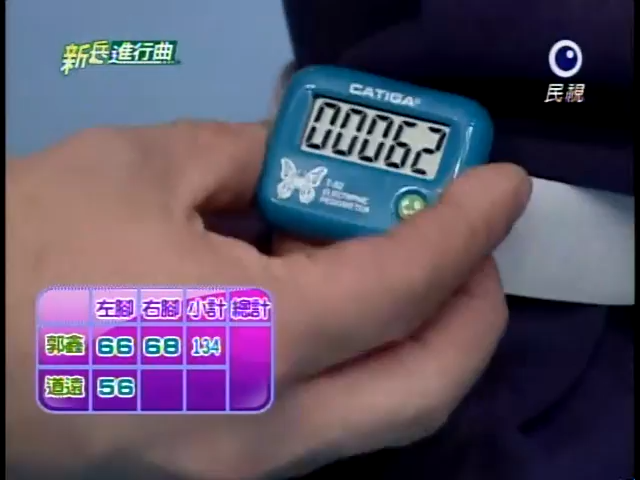 新兵進行曲
民視
CATIGA
00062
T-02
ELECTRONIC
PEDOMETER
左腳 右腳 小計 總計
郭鑫 66 68 134
道遠 56